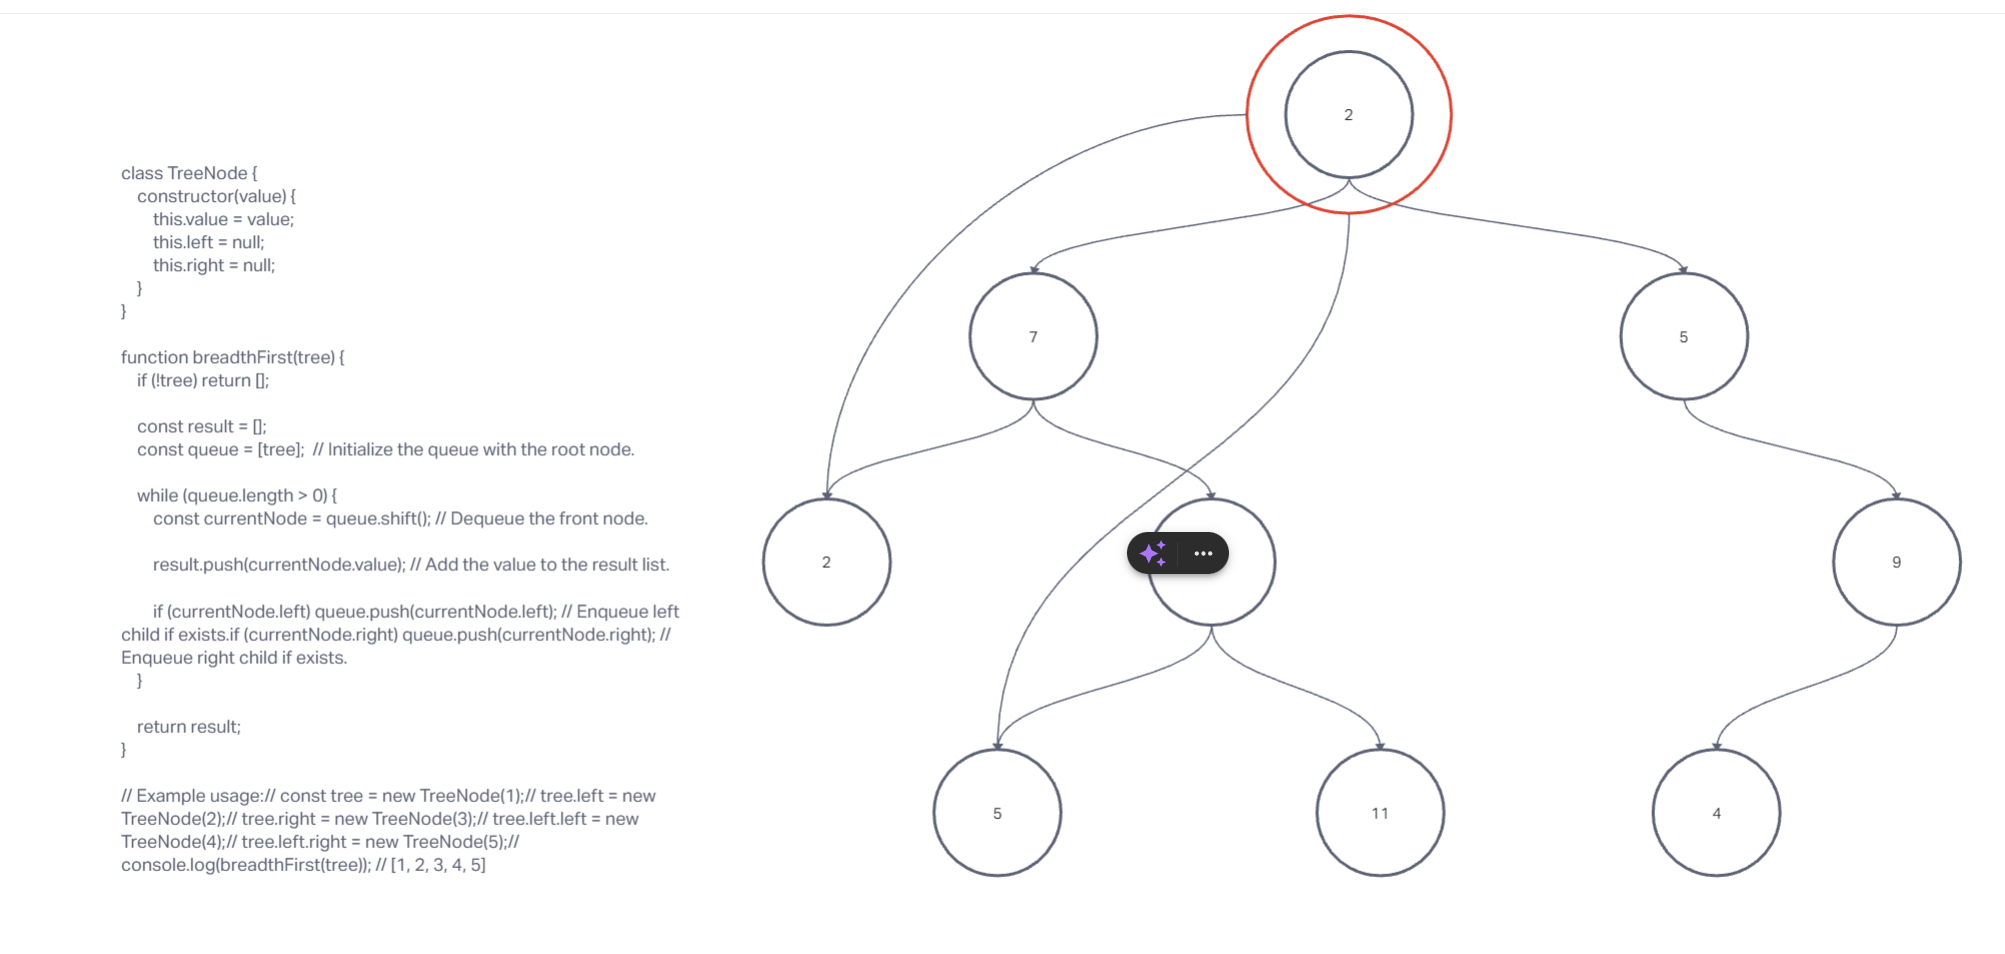 class TreeNode {
constructor(value) {
this.value = value;
this.left = null;
this.right = null;
}
}
function breadthFirst(tree) {
if (!tree) return [];
const result = [];
const queue = [tree];  // Initialize the queue with the root node.
while (queue.length > 0) {
const currentNode = queue.shift(); // Dequeue the front node.
result.push(currentNode.value); // Add the value to the result list.
if (currentNode.left) queue.push(currentNode.left); // Enqueue left
child if exists.if (currentNode.right) queue.push(currentNode.right); //
Enqueue right child if exists.
}
return result;
}
// Example usage:// const tree = new TreeNode(1);// tree.left = new
TreeNode(2);// tree.right = new TreeNode(3);// tree.left.left = new
TreeNode(4);// tree.left.right = new TreeNode(5);//
console.log(breadthFirst(tree)); // [1, 2, 3, 4, 5]
2
7
5
2
9
5
11
4